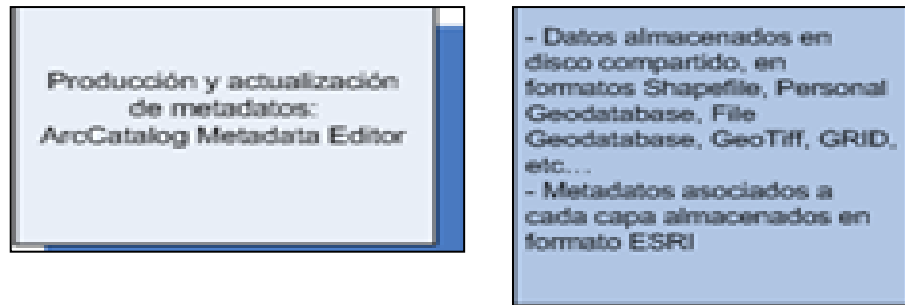 Producción y actualización
de metadatos:
ArcCatalog Metadata Editor
- Datos almacenados en
disco compartido, en
formatos Shapefile, Personal
Geodatabase, File
Geodatabase, GeoTiff, GRID,
etc...
- Metadatos asociados a
cada capa almacenados en
formato ESRI